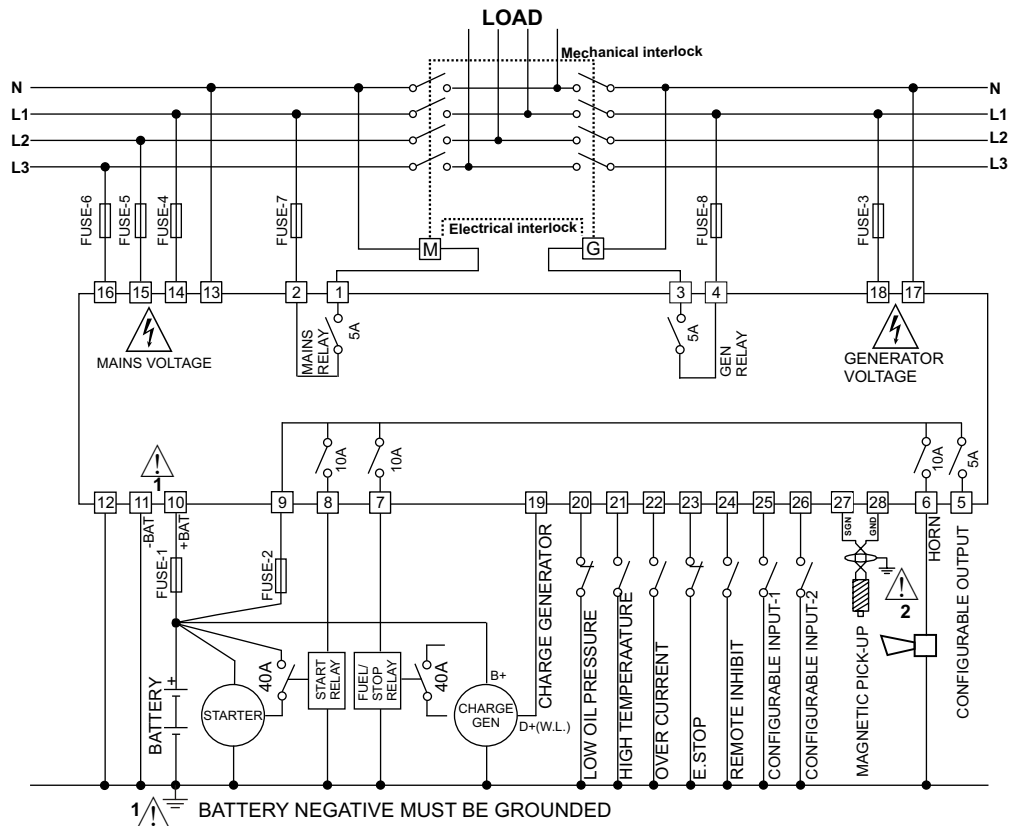 LOAD
Mechanical interlock
N
N
L1
L1
L2
L2
L3
L3
FUSE-6
FUSE-5
FUSE-4
FUSE-7
FUSE-8
FUSE-3
Electrical interlock
M
G
16
15
14
13
2
1
3
4
18
17
MAINS VOLTAGE
MAINS RELAY
5A
5A
GEN RELAY
GENERATOR
VOLTAGE
10A
10A
10A
5A
1
12
11
10
9
8
7
19
20
21
22
23
24
25
26
27
28
6
5
-BAT
+BAT
SGN
GND
FUSE-1
FUSE-2
CHARGE GENERATOR
LOW OIL PRESSURE
HIGH TEMPERAATURE
OVER CURRENT
E.STOP
REMOTE INHIBIT
CONFIGURABLE INPUT-1
CONFIGURABLE INPUT-2
MAGNETIC PICK-UP
2
HORN
CONFIGURABLE OUTPUT
BATTERY
+
STARTER
40A
START
RELAY
FUEL/
STOP
RELAY
40A
B+
CHARGE
GEN
D+(W.L.)
1
BATTERY NEGATIVE MUST BE GROUNDED